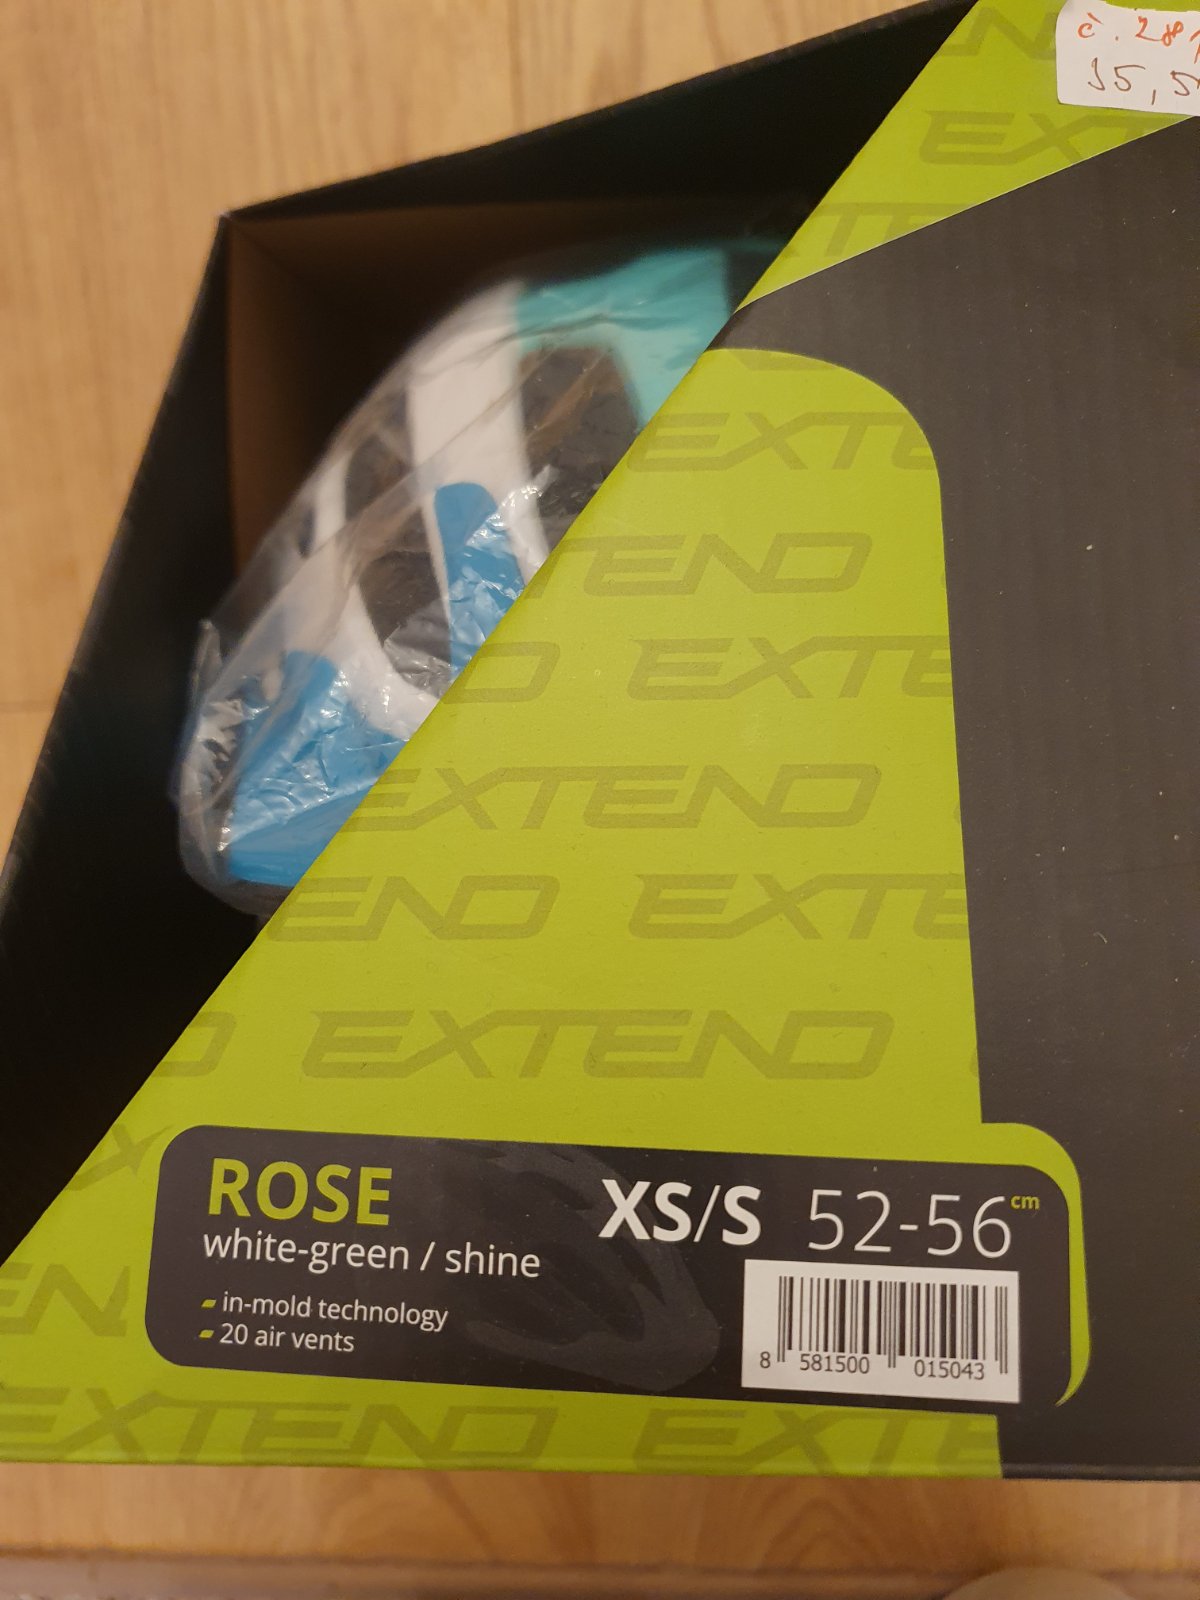 EXTEND
EXTEND
EXTEND
EXTEND
ROSE
white-green / shine
in-mold technology
20 air vents
XS/S 52-56 cm
8 581500 015043